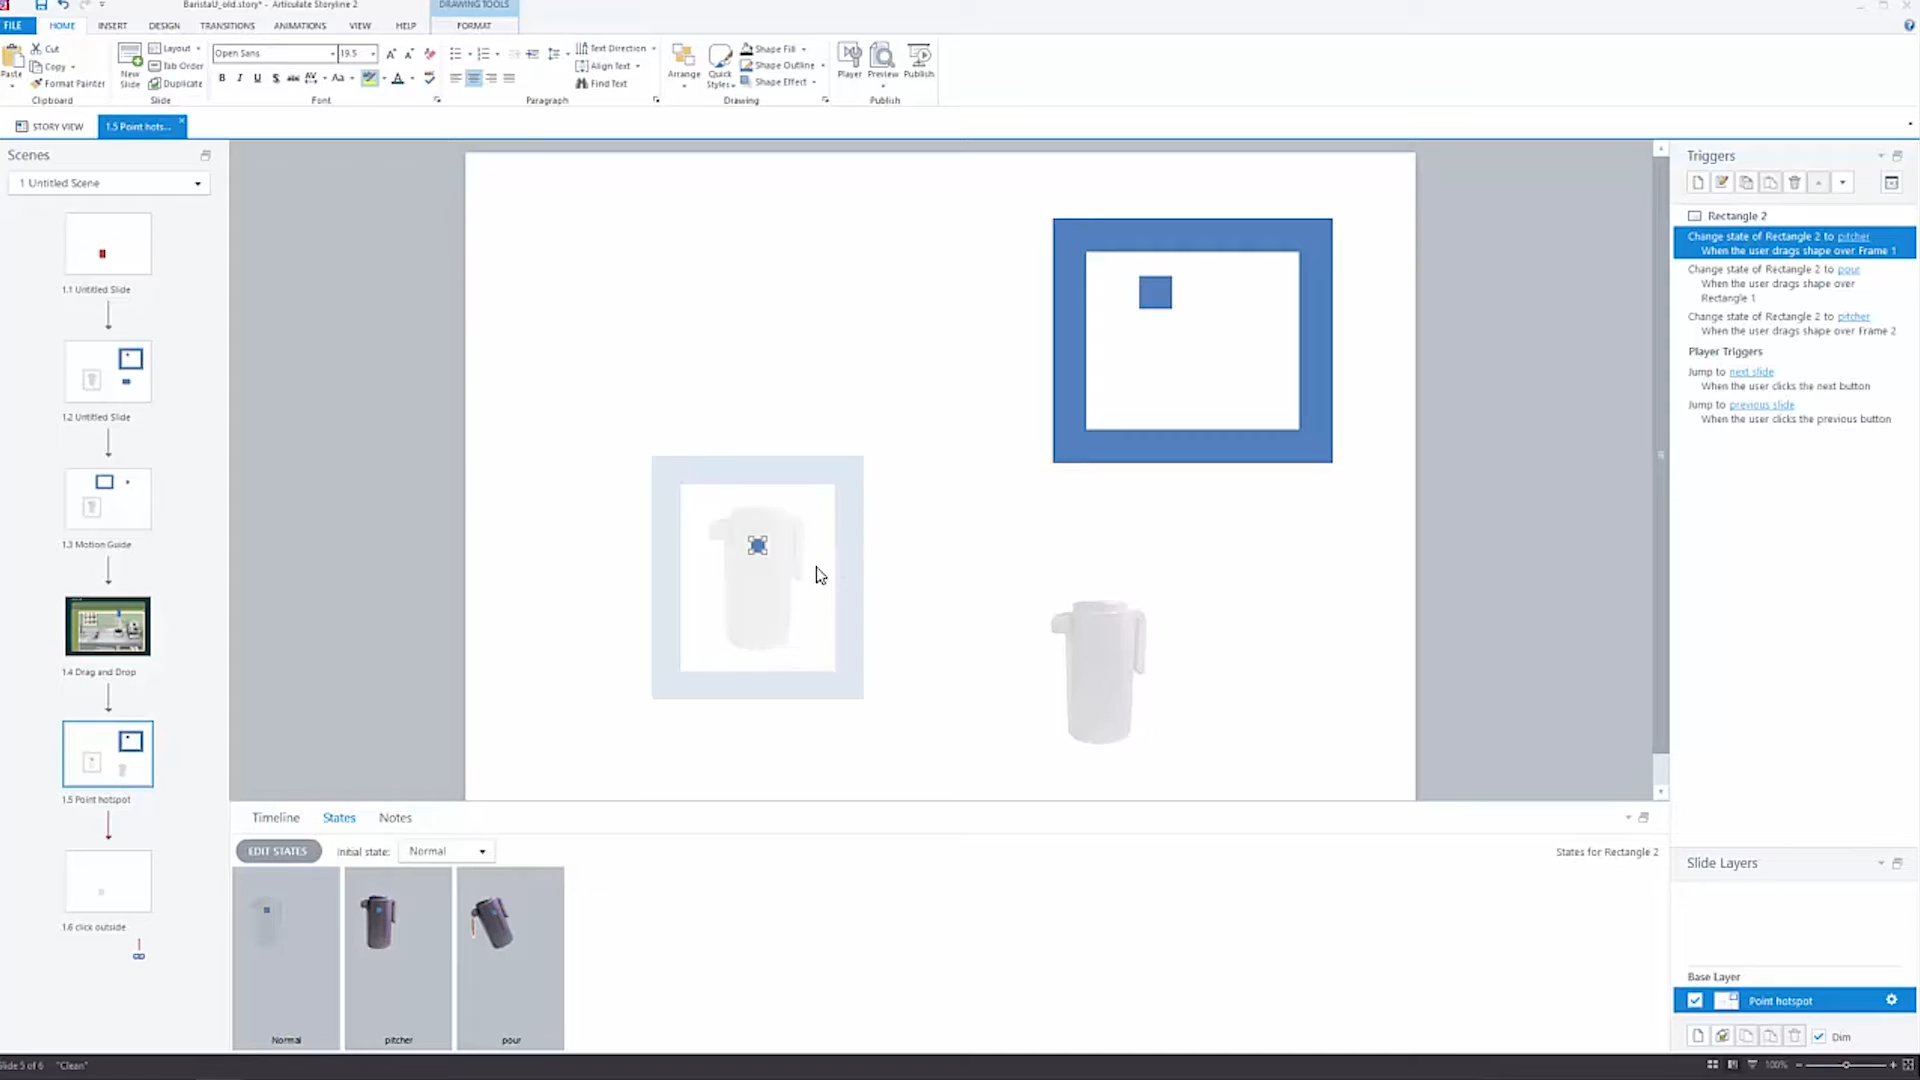 BaristaU_old.story* - Articulate Storyline 2
DRAWING TOOLS
FILE HOME INSERT DESIGN TRANSITIONS ANIMATIONS VIEW HELP FORMAT
Paste
Cut
Copy
Format Painter
Clipboard
New Slide
Layout
Tab Order
Duplicate
Slide
Open Sans 19.5
B I U S abc AV Aa A
Font
Text Direction
Align Text
Find Text
Paragraph
Arrange
Quick Styles
Shape Fill
Shape Outline
Shape Effect
Drawing
Player Preview Publish
Publish
STORY VIEW
1.5 Point hots...
Scenes
1 Untitled Scene
1.1 Untitled Slide
1.2 Untitled Slide
1.3 Motion Guide
1.4 Drag and Drop
1.5 Point hotspot
1.6 click outside
Timeline States Notes
EDIT STATES Initial state: Normal
States for Rectangle 2
Normal pitcher pour
Triggers
Rectangle 2
Change state of Rectangle 2 to pitcher
When the user drags shape over Frame 1
Change state of Rectangle 2 to pour
When the user drags shape over
Rectangle 1
Change state of Rectangle 2 to pitcher
When the user drags shape over Frame 2
Player Triggers
Jump to next slide
When the user clicks the next button
Jump to previous slide
When the user clicks the previous button
Slide Layers
Base Layer
Point hotspot
Dim
Slide 5 of 6 "Clean"
100%